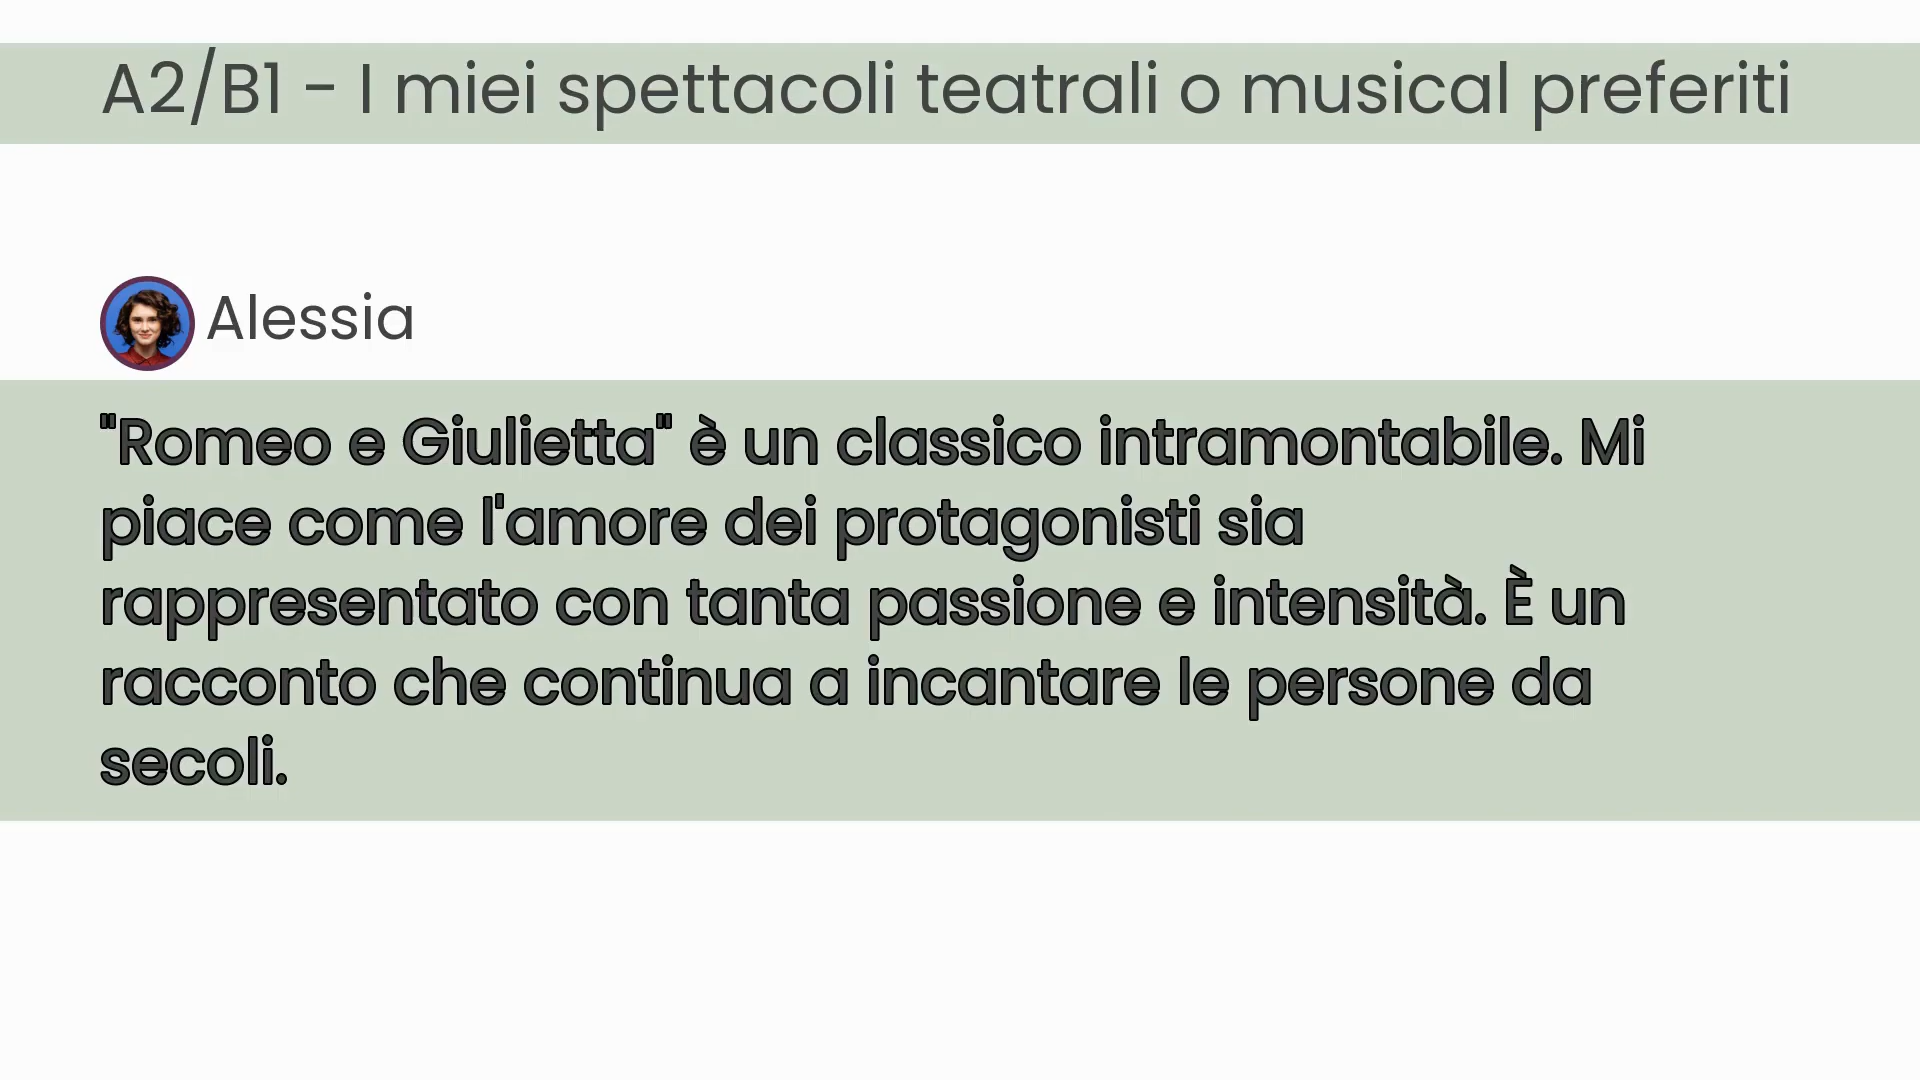 A2/B1 - I miei spettacoli teatrali o musical preferiti
Alessia
"Romeo e Giulietta" è un classico intramontabile. Mi
piace come l'amore dei protagonisti sia
rappresentato con tanta passione e intensità. È un
racconto che continua a incantare le persone da
secoli.